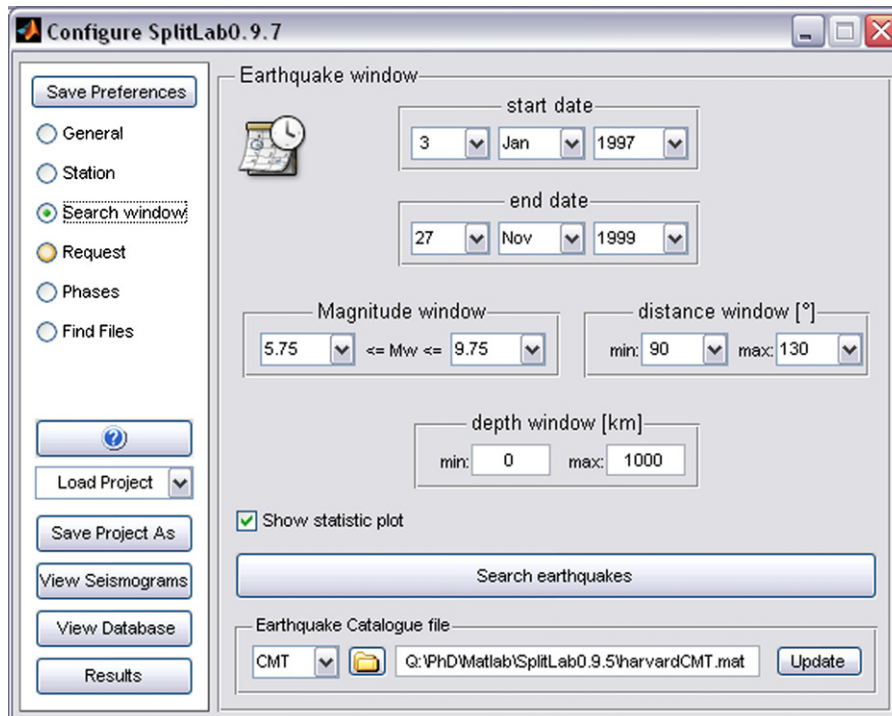 Configure SplitLab0.9.7
Save Preferences
General
Station
Search window
Request
Phases
Find Files
Load Project
Save Project As
View Seismograms
View Database
Results
Earthquake window
start date
3 Jan 1997
end date
27 Nov 1999
Magnitude window
5.75 <= Mw <= 9.75
distance window [°]
min: 90 max: 130
depth window [km]
min: 0 max: 1000
Show statistic plot
Search earthquakes
Earthquake Catalogue file
CMT Q:\PhD\Matlab\SplitLab0.9.5\harvardCMT.mat Update